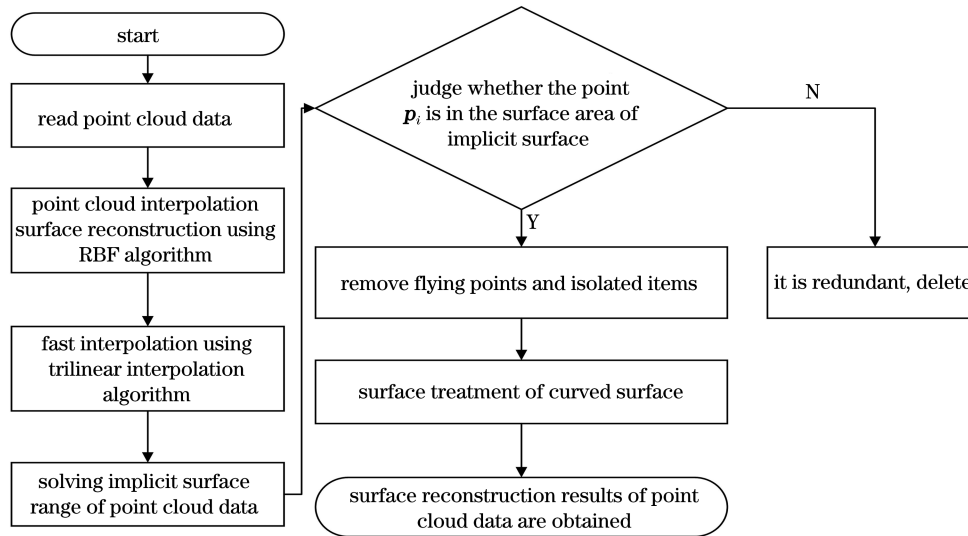 start
read point cloud data
point cloud interpolation
surface reconstruction using
RBF algorithm
fast interpolation using
trilinear interpolation
algorithm
solving implicit surface
range of point cloud data
judge whether the point
pᵢ is in the surface area of
implicit surface
N
Y
remove flying points and isolated items
it is redundant, delete
surface treatment of curved surface
surface reconstruction results of point
cloud data are obtained